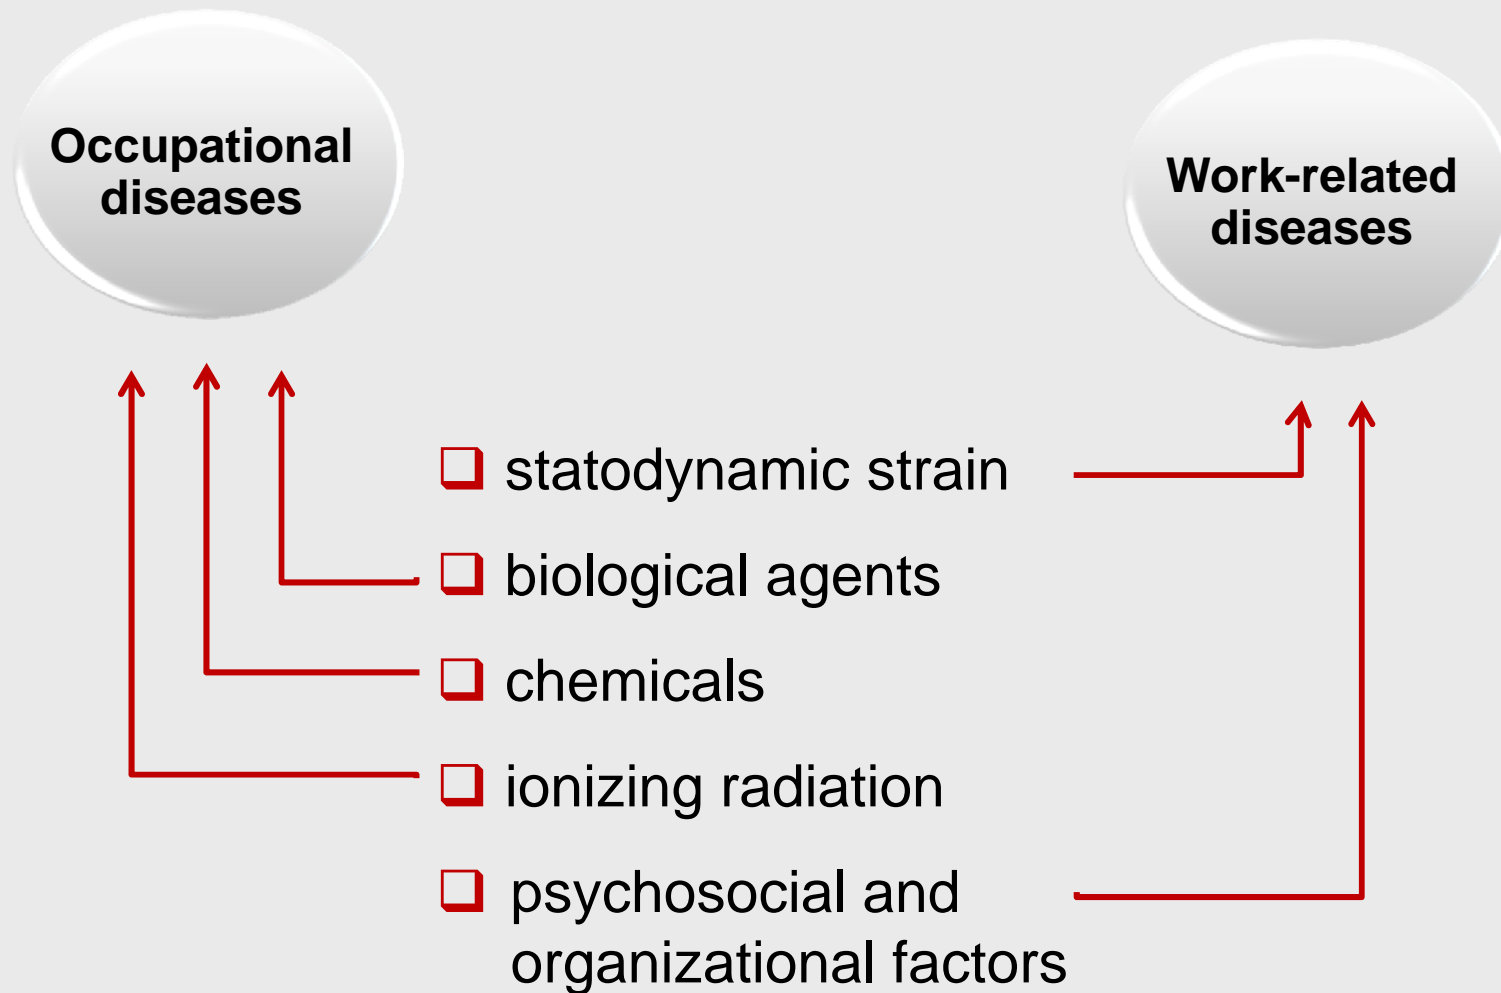 Occupational
diseases
Work-related
diseases
statodynamic strain
biological agents
chemicals
ionizing radiation
psychosocial and
organizational factors